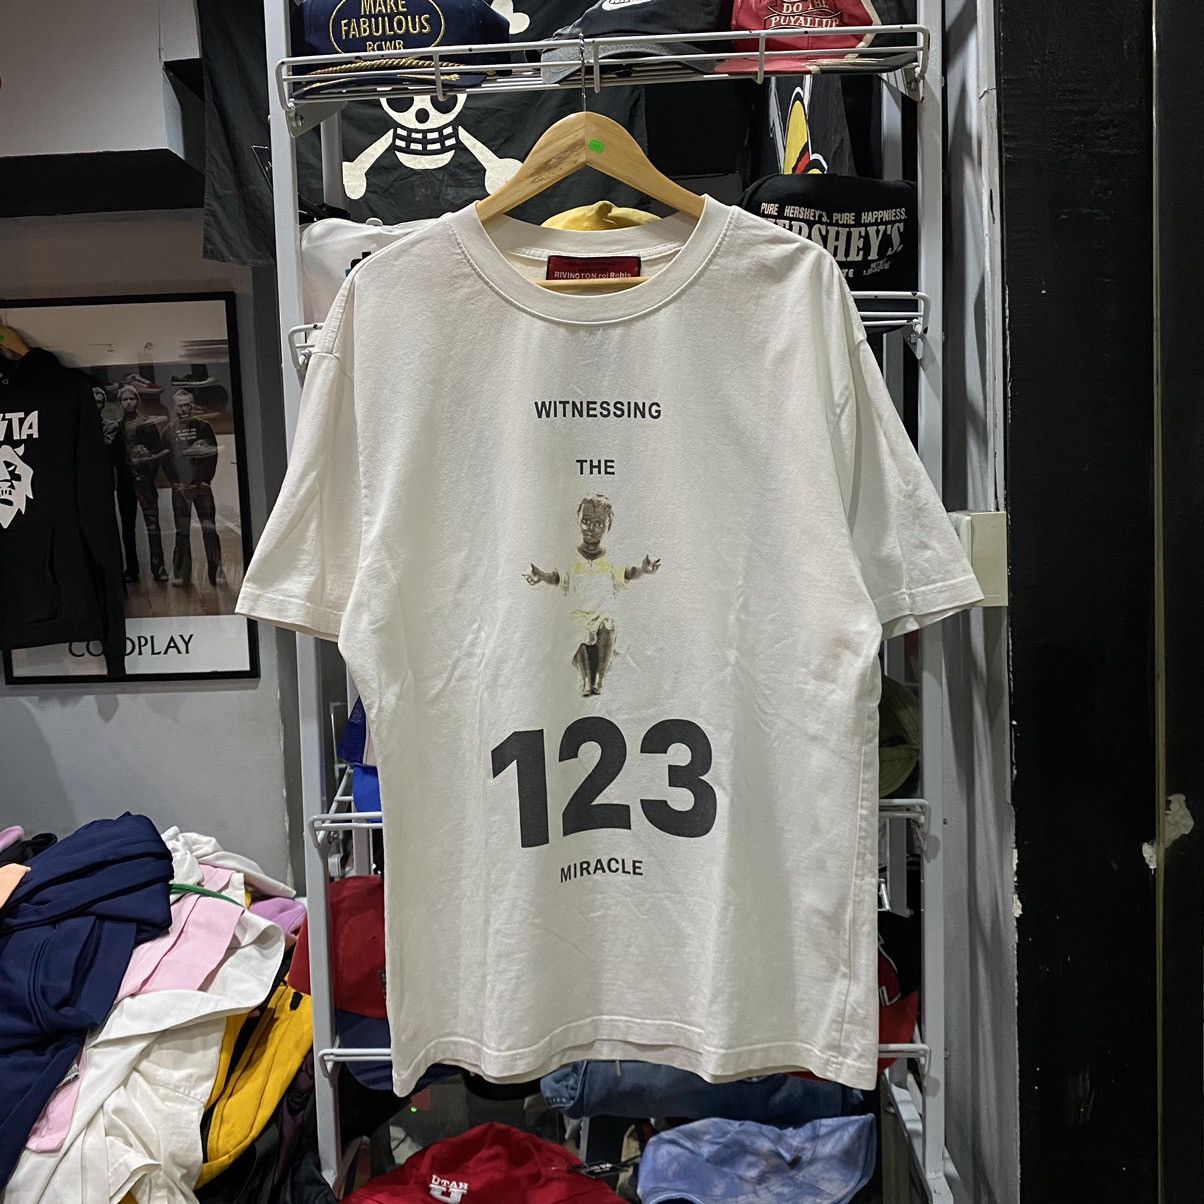 MAKE
FABULOUS
RCWB
DO THE
PUYALLUP
PURE HERSHEY'S. PURE HAPPINESS.
HERSHEY'S
RIVINGTON roi Rebis
WITNESSING
THE
123
MIRACLE
COLDPLAY
UTAH
U